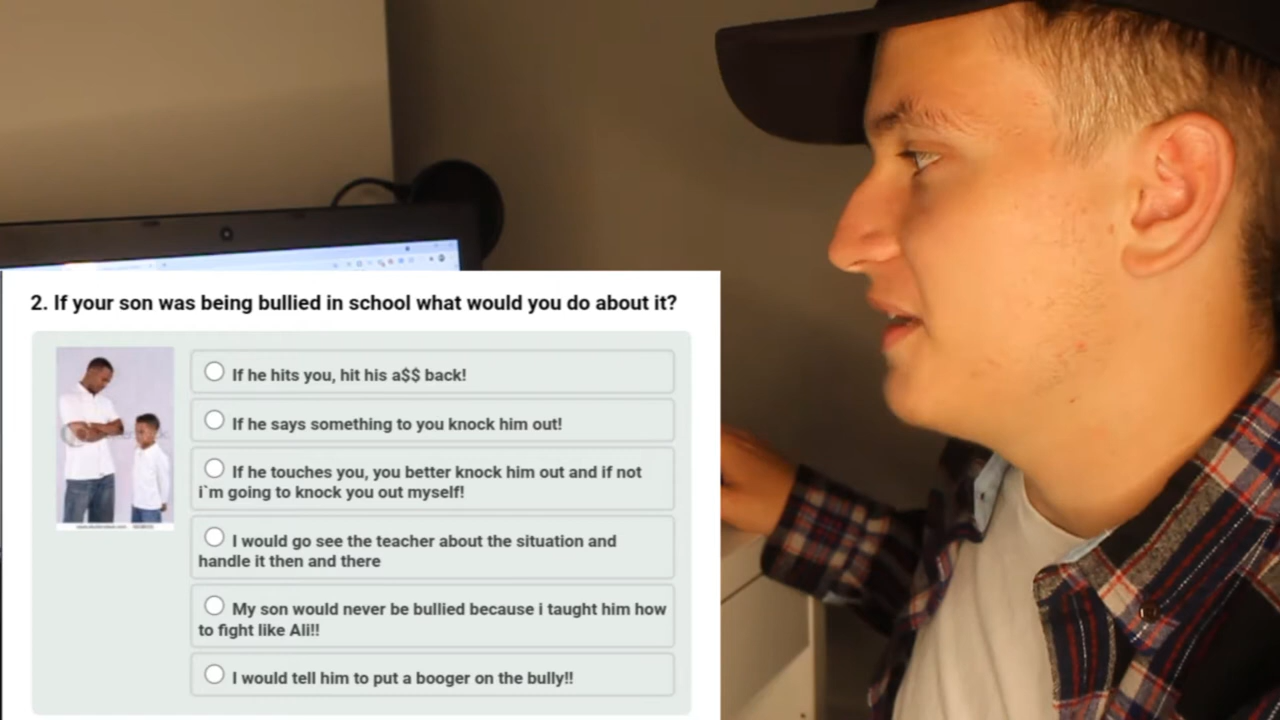 2. If your son was being bullied in school what would you do about it?
If he hits you, hit his a$$ back!
If he says something to you knock him out!
If he touches you, you better knock him out and if not
i`m going to knock you out myself!
I would go see the teacher about the situation and
handle it then and there
My son would never be bullied because i taught him how
to fight like Ali!!
I would tell him to put a booger on the bully!!